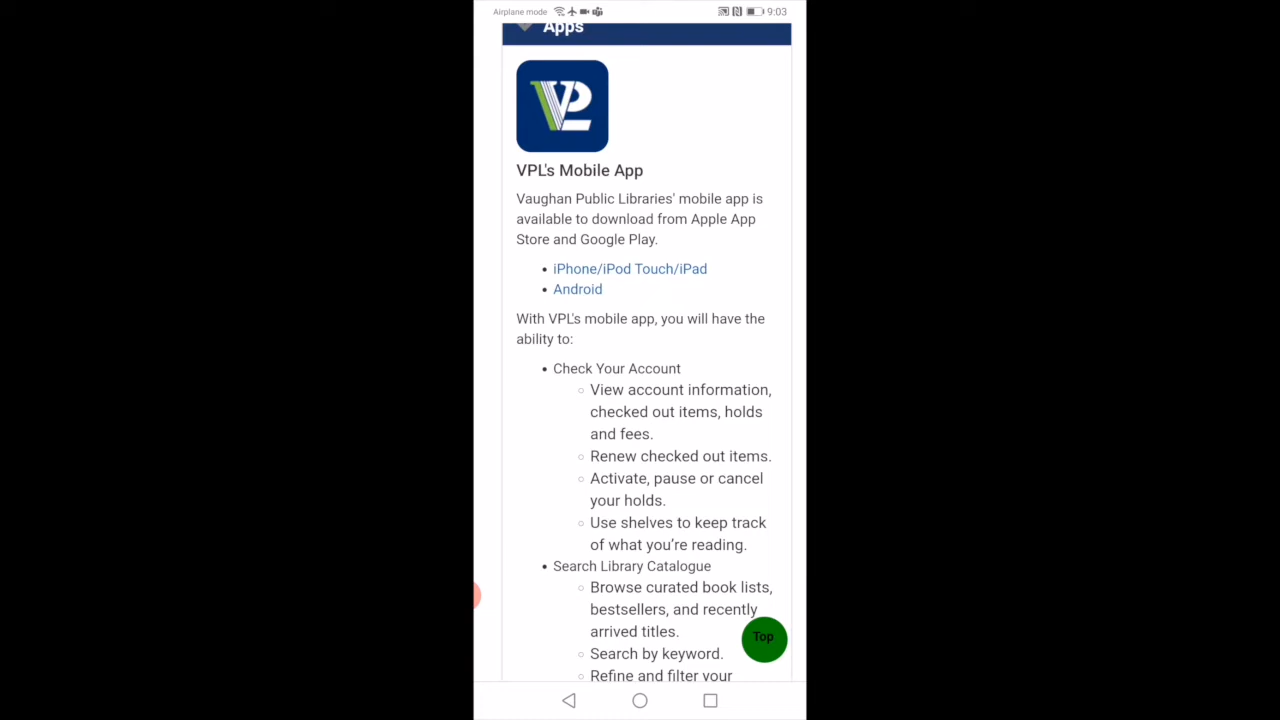 Airplane mode 9:03
Apps
VPL
VPL's Mobile App
Vaughan Public Libraries' mobile app is
available to download from Apple App
Store and Google Play.
• iPhone/iPod Touch/iPad
• Android
With VPL's mobile app, you will have the
ability to:
• Check Your Account
○ View account information,
checked out items, holds
and fees.
○ Renew checked out items.
○ Activate, pause or cancel
your holds.
○ Use shelves to keep track
of what you’re reading.
• Search Library Catalogue
○ Browse curated book lists,
bestsellers, and recently
arrived titles.
Top
○ Search by keyword.
○ Refine and filter your